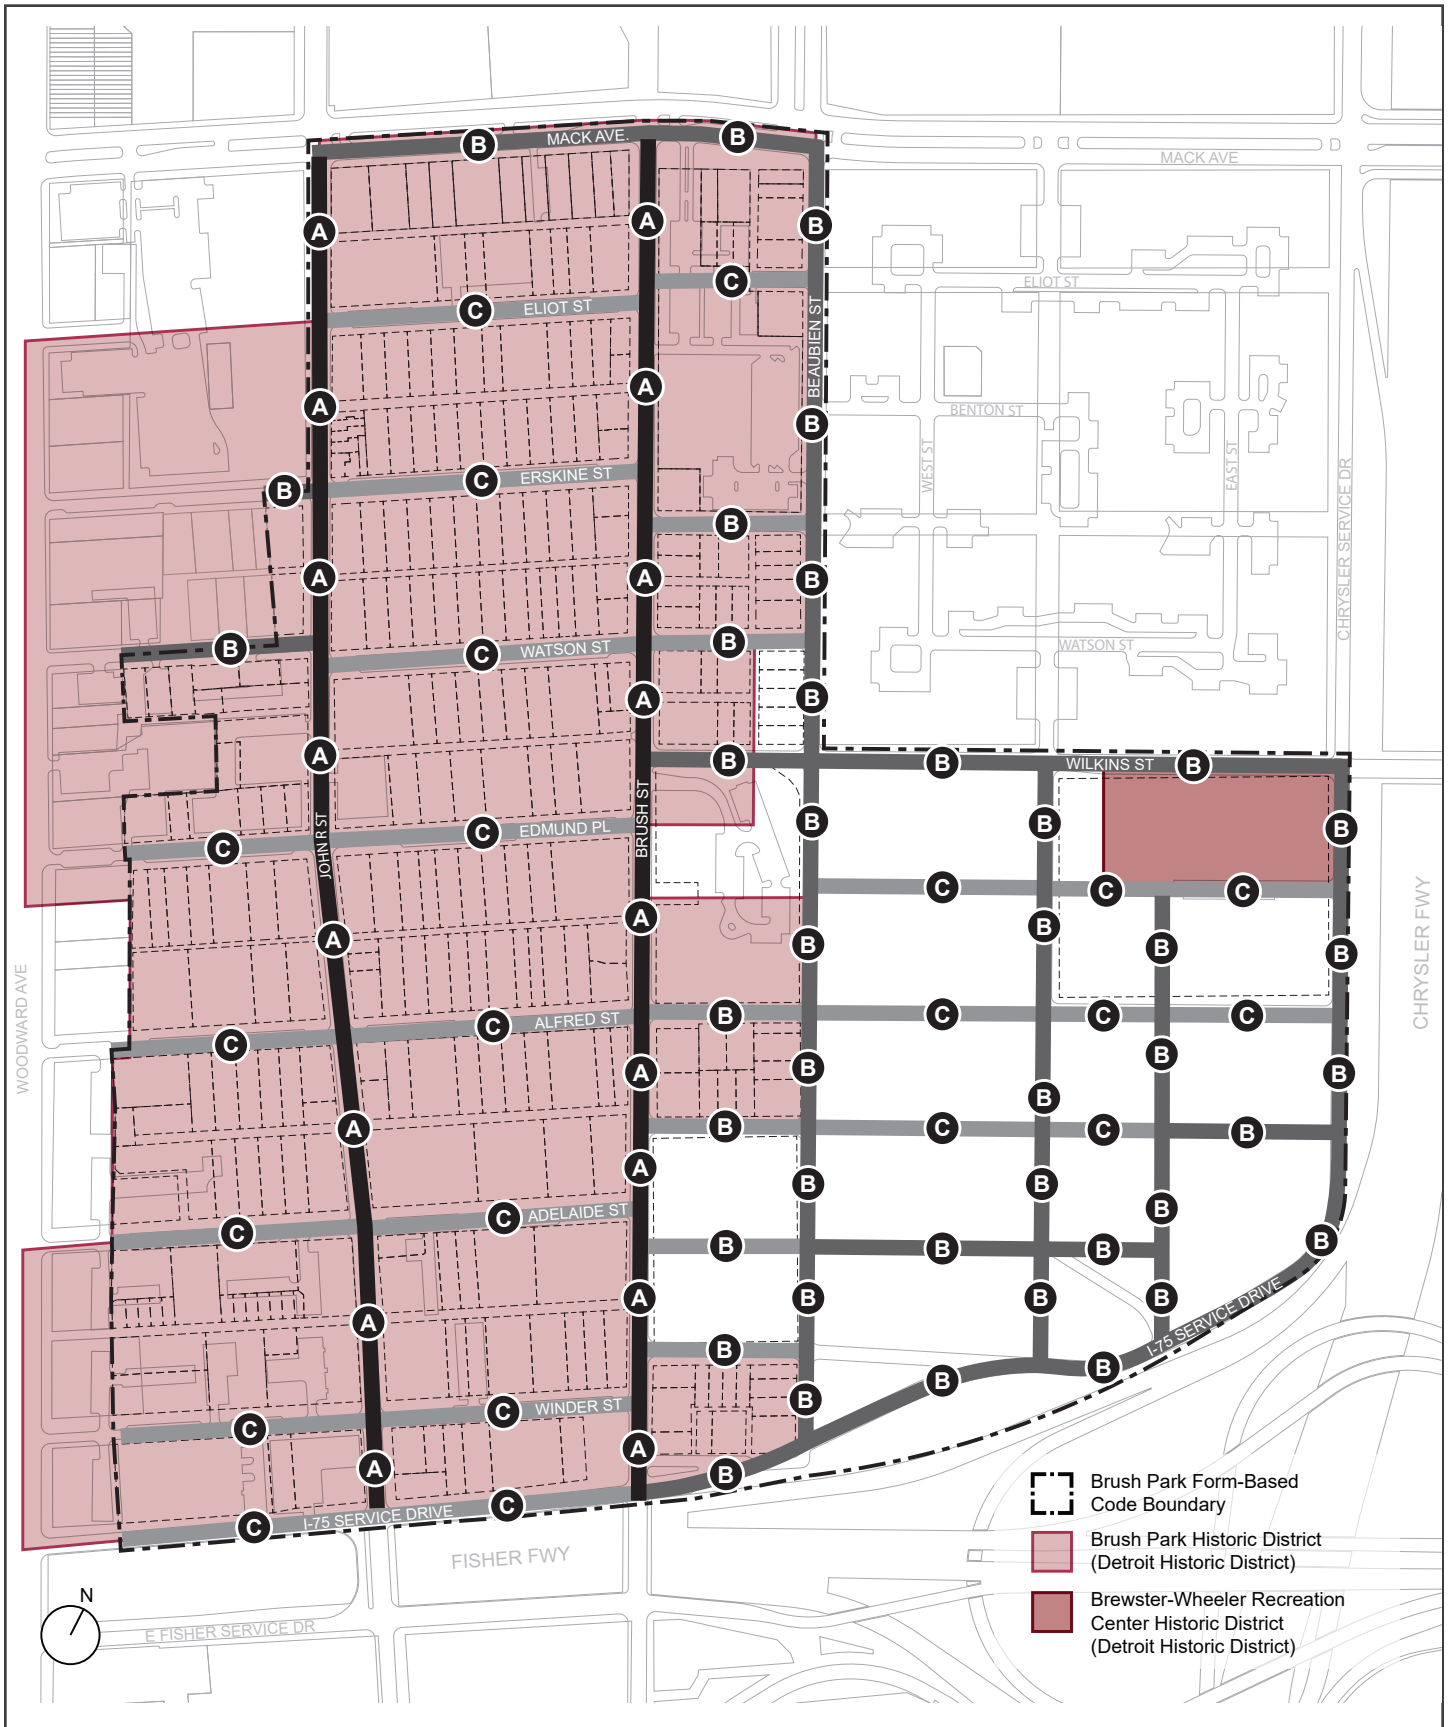 MACK AVE.
B
B
MACK AVE
A
A
B
C
ELIOT ST
C
ELIOT ST
BEAUBIEN ST
A
A
BENTON ST
B
WEST ST
EAST ST
CHRYSLER SERVICE DR
B
C
ERSKINE ST
B
A
A
B
B
C
WATSON ST
B
WATSON ST
A
B
A
B
B
WILKINS ST
B
JOHN R ST
BRUSH ST
C
C
EDMUND PL
B
B
B
C
C
C
A
A
B
B
B
B
WOODWARD AVE
CHRYSLER FWY
C
C
ALFRED ST
B
C
C
C
A
B
B
B
B
A
B
C
C
B
A
B
B
B
C
C
ADELAIDE ST
B
C
B
B
C
B
A
A
B
B
B
I-75 SERVICE DRIVE
B
B
B
C
C
WINDER ST
B
A
A
B
C
I-75 SERVICE DRIVE
C
FISHER FWY
E FISHER SERVICE DR
N
Brush Park Form-Based
Code Boundary
Brush Park Historic District
(Detroit Historic District)
Brewster-Wheeler Recreation
Center Historic District
(Detroit Historic District)